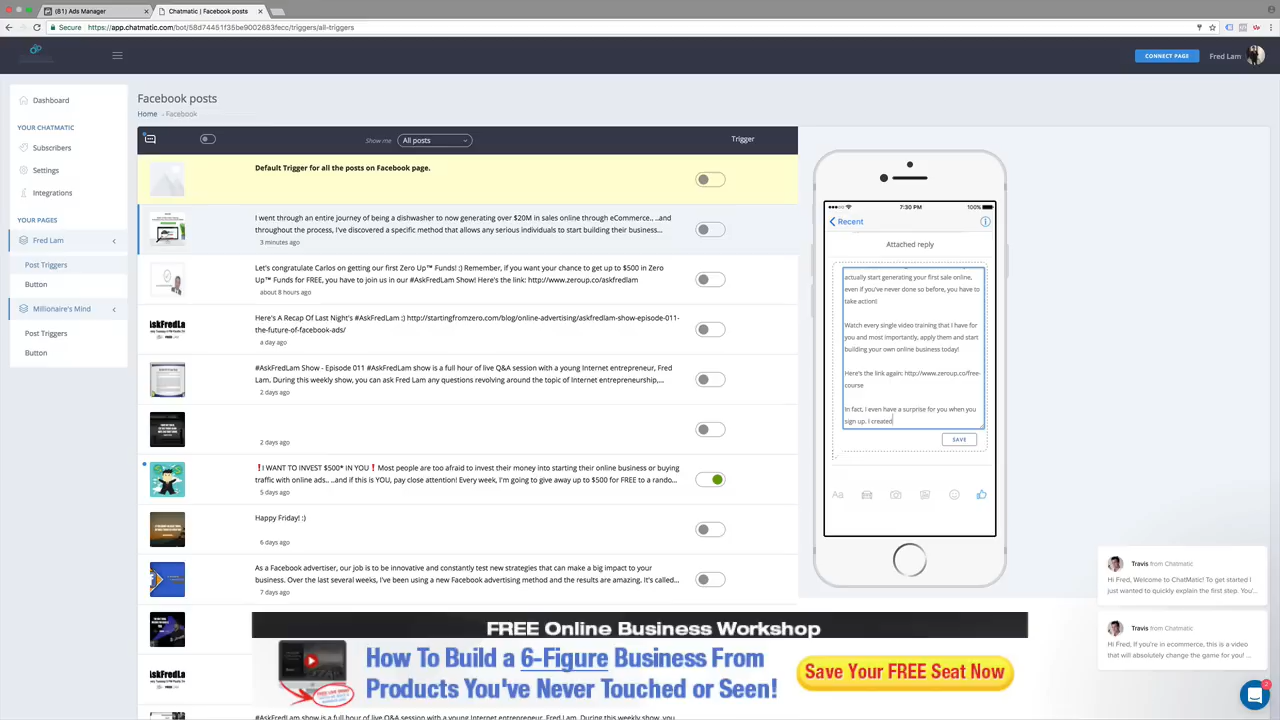 (81) Ads Manager
Chatmatic | Facebook posts
Secure
https://app.chatmatic.com/bot/58d74451f35be9002683fecc/triggers/all-triggers
CONNECT PAGE
Fred Lam
Dashboard
YOUR CHATMATIC
Subscribers
Settings
Integrations
YOUR PAGES
Fred Lam
Post Triggers
Button
Millionaire's Mind
Post Triggers
Button
Facebook posts
Home - Facebook
Show me
All posts
Trigger
Default Trigger for all the posts on Facebook page.
I went through an entire journey of being a dishwasher to now generating over $20M in sales online through eCommerce.. ..and
throughout the process, I've discovered a specific method that allows any serious individuals to start building their business...
3 minutes ago
Let's congratulate Carlos on getting our first Zero Up™ Funds! :) Remember, If you want your chance to get up to $500 in Zero
Up™ Funds for FREE, you have to join us in our #AskFredLam Show! Here's the link: http://www.zeroup.co/askfredlam
about 8 hours ago
Here's A Recap Of Last Night's #AskFredLam ;) http://startingfromzero.com/blog/online-advertising/askfredlam-show-episode-011-
the-future-of-facebook-ads/
a day ago
#AskFredLam Show - Episode 011 #AskFredLam show is a full hour of live Q&A session with a young Internet entrepreneur, Fred
Lam. During this weekly show, you can ask Fred Lam any questions revolving around the topic of Internet entrepreneurship,...
2 days ago
2 days ago
❗I WANT TO INVEST $500* IN YOU❗Most people are too afraid to invest their money into starting their online business or buying
traffic with online ads.. ..and if this is YOU, pay close attention! Every week, I'm going to give away up to $500 for FREE to a rando...
5 days ago
Happy Friday! :)
6 days ago
As a Facebook advertiser, our job is to be innovative and constantly test new strategies that can make a big impact to your
business. Over the last several weeks, I've been using a new Facebook advertising method and the results are amazing. It's called...
7 days ago
#AskFredLam show is a full hour of live Q&A session with a young Internet entrepreneur, Fred Lam. During this weekly show, you
#AskFredLam
#AskFredLam
7:30 PM
100%
Recent
Attached reply
actually start generating your first sale online,
even if you've never done so before, you have to
take action!
Watch every single video training that I have for
you and most importantly, apply them and start
building your own online business today!
Here's the link again: http://www.zeroup.co/free-
course
In fact, I even have a surprise for you when you
sign up. I created
SAVE
Aa
Travis from Chatmatic
Hi Fred, Welcome to ChatMatic! To get started I
just wanted to quickly explain the first step. You'...
Travis from Chatmatic
Hi Fred, If you're in ecommerce, this is a video
that will absolutely change the game for you! ...
2
FREE Online Business Workshop
How To Build a 6-Figure Business From
Products You've Never Touched or Seen!
Save Your FREE Seat Now